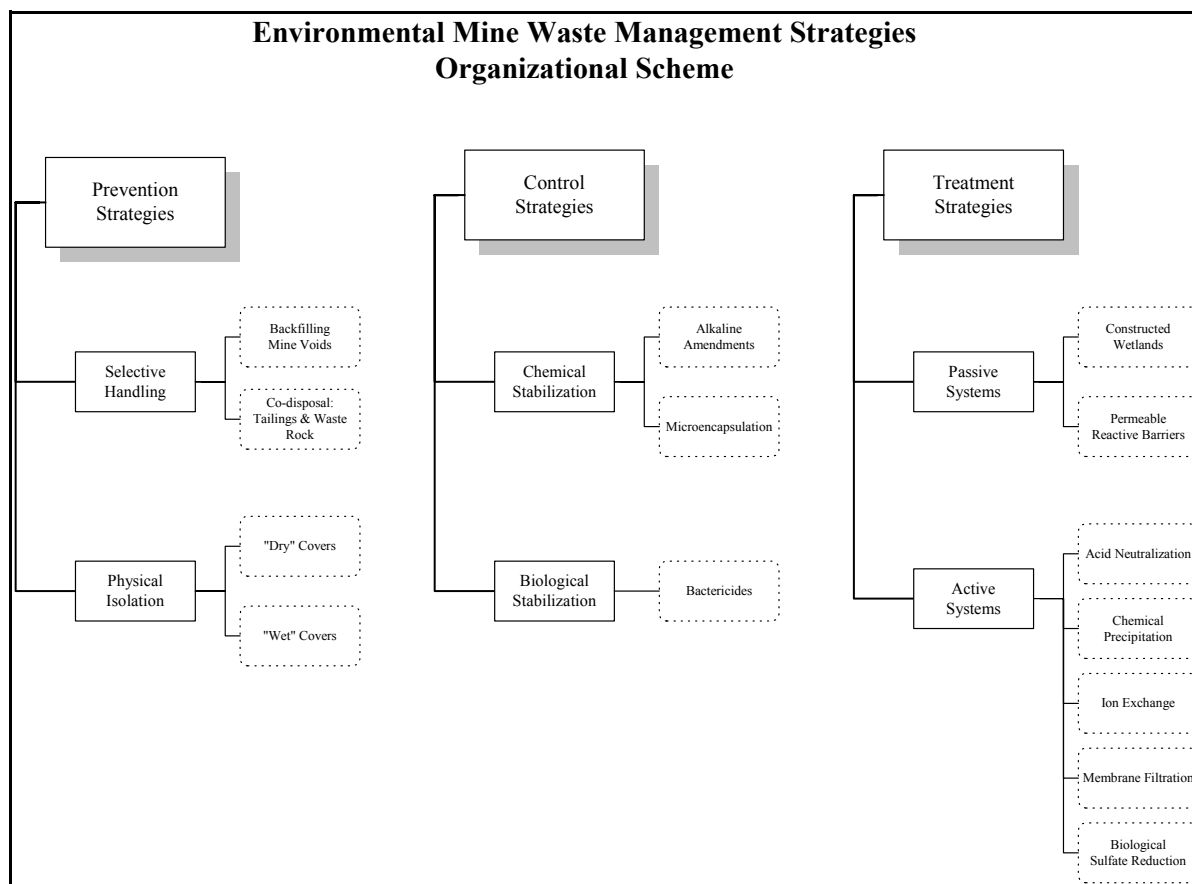 Environmental Mine Waste Management Strategies
Organizational Scheme
Prevention
Strategies
Selective
Handling
Backfilling
Mine Voids
Co-disposal:
Tailings & Waste
Rock
Physical
Isolation
"Dry" Covers
"Wet" Covers
Control
Strategies
Chemical
Stabilization
Alkaline
Amendments
Microencapsulation
Biological
Stabilization
Bactericides
Treatment
Strategies
Passive
Systems
Constructed
Wetlands
Permeable
Reactive Barriers
Active
Systems
Acid Neutralization
Chemical
Precipitation
Ion Exchange
Membrane Filtration
Biological
Sulfate Reduction